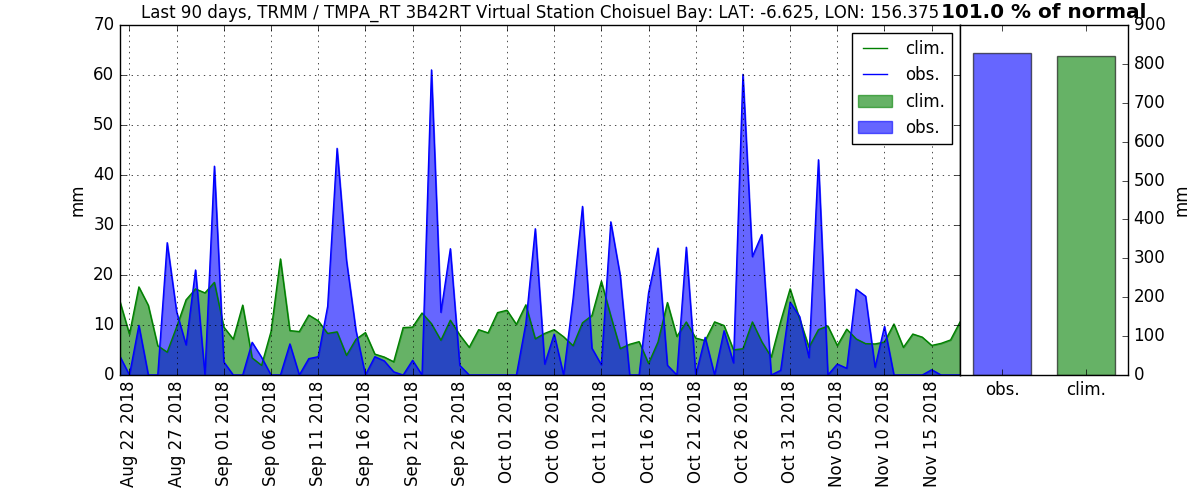 Last 90 days, TRMM / TMPA_RT 3B42RT Virtual Station Choisuel Bay: LAT: -6.625, LON: 156.375
101.0 % of normal
70
60
50
40
30
20
10
0
mm
clim.
obs.
clim.
obs.
Aug 22 2018
Aug 27 2018
Sep 01 2018
Sep 06 2018
Sep 11 2018
Sep 16 2018
Sep 21 2018
Sep 26 2018
Oct 01 2018
Oct 06 2018
Oct 11 2018
Oct 16 2018
Oct 21 2018
Oct 26 2018
Oct 31 2018
Nov 05 2018
Nov 10 2018
Nov 15 2018
900
800
700
600
500
400
300
200
100
0
mm
obs.
clim.